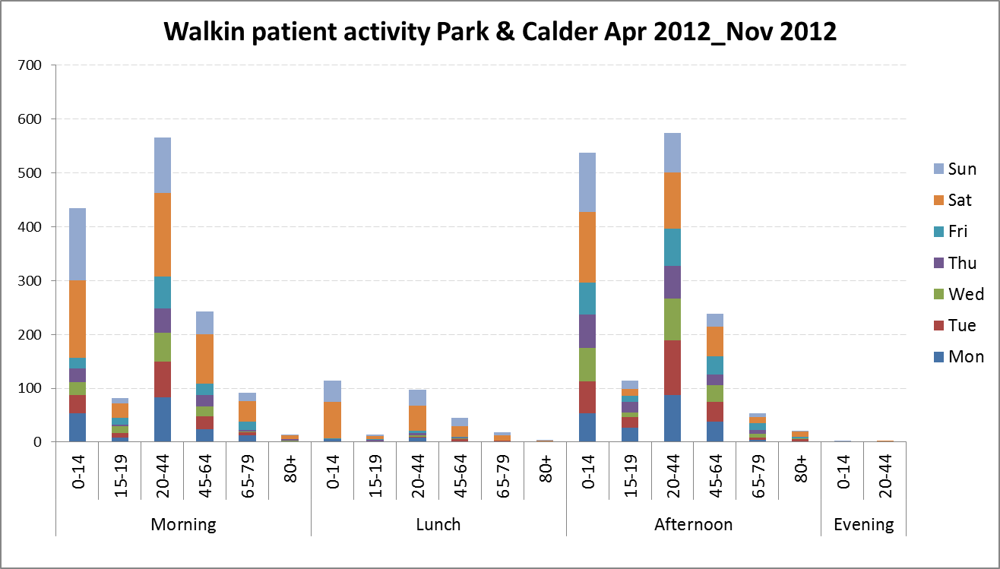 Walkin patient activity Park & Calder Apr 2012_Nov 2012
700
600
500
400
300
200
100
0
0-14
15-19
20-44
45-64
65-79
80+
0-14
15-19
20-44
45-64
65-79
80+
0-14
15-19
20-44
45-64
65-79
80+
0-14
20-44
Morning
Lunch
Afternoon
Evening
Sun
Sat
Fri
Thu
Wed
Tue
Mon